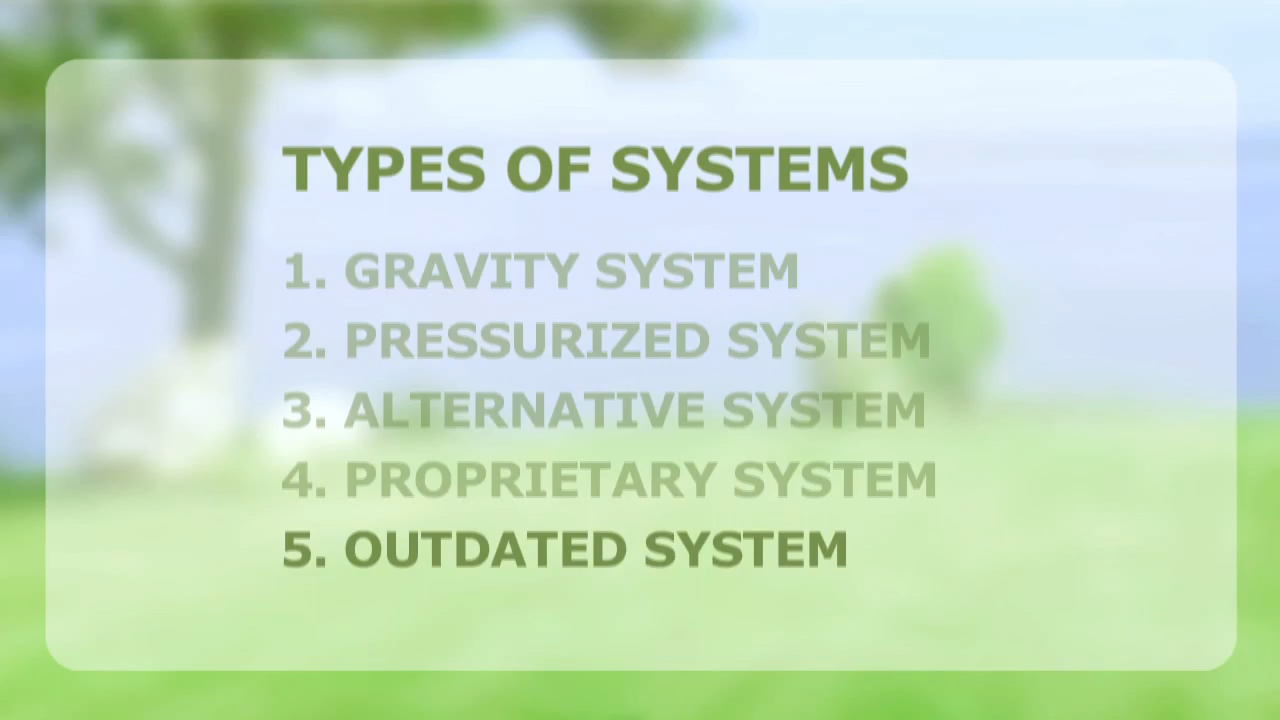 TYPES OF SYSTEMS
1. GRAVITY SYSTEM
2. PRESSURIZED SYSTEM
3. ALTERNATIVE SYSTEM
4. PROPRIETARY SYSTEM
5. OUTDATED SYSTEM